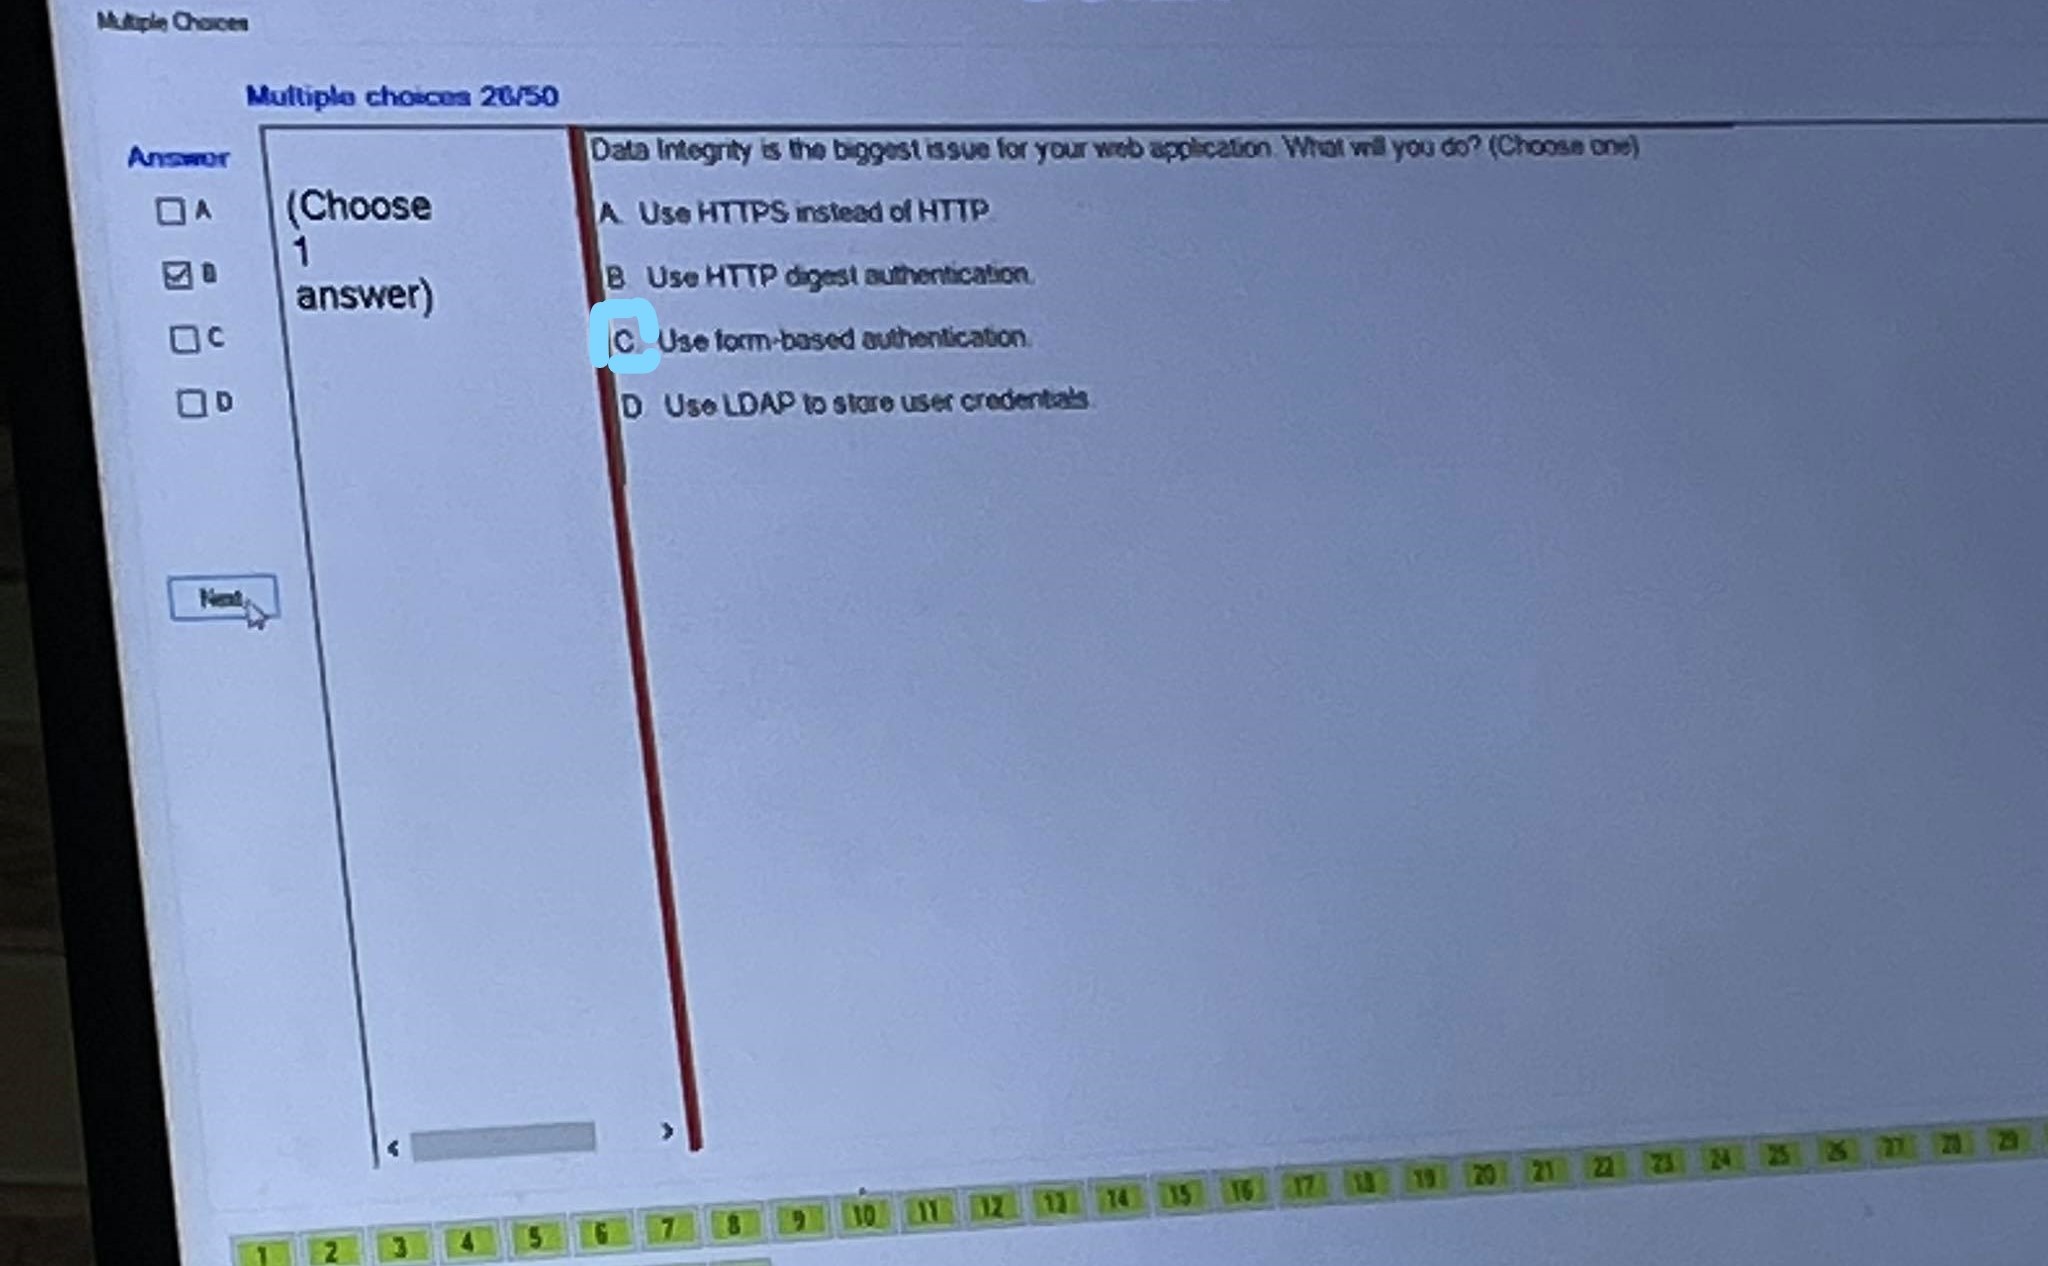 Multiple Choices
Multiple choices 26/50
Answer
A
B
C
D
(Choose
1
answer)
Data Integrity is the biggest issue for your web application. What will you do? (Choose one)
A. Use HTTPS instead of HTTP.
B. Use HTTP digest authentication.
C. Use form-based authentication.
D. Use LDAP to store user credentials.
Next
1 2 3 4 5 6 7 8 9 10 11 12 13 14 15 16 17 18 19 20 21 22 23 24 25 26 27 28 29